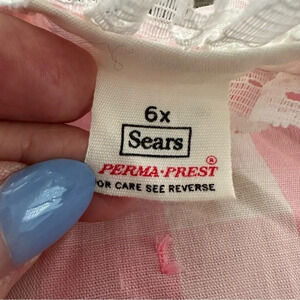 6x
Sears
PERMA·PREST®
OR CARE SEE REVERSE